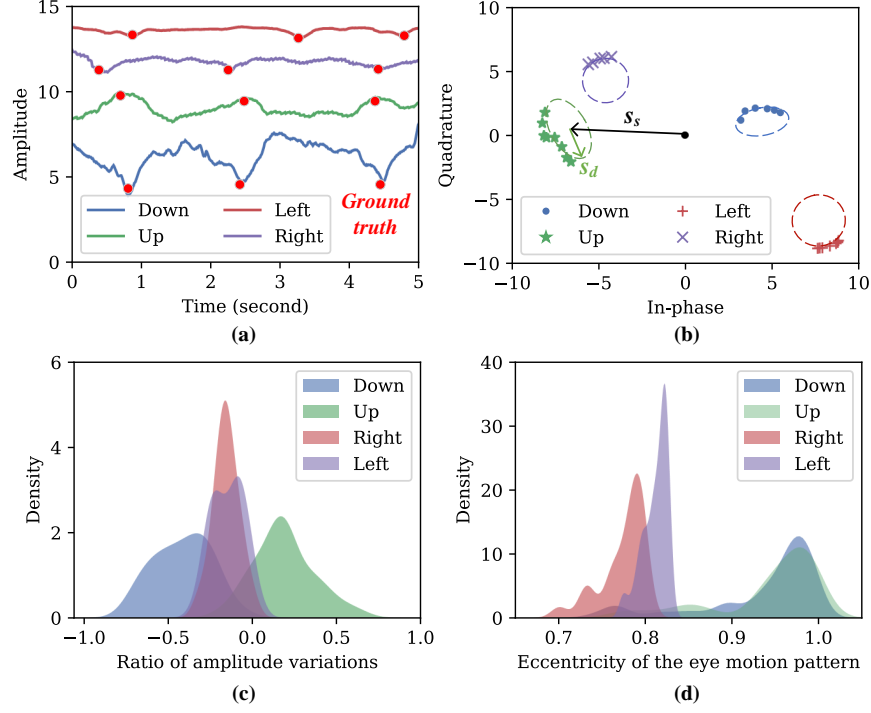 15
10
5
0
Amplitude
0
1
2
3
4
5
Time (second)
Down
Left
Up
Right
Ground
truth
(a)
10
5
0
−5
−10
Quadrature
−10
−5
0
5
10
In-phase
s_s
s_d
Down
Left
Up
Right
(b)
6
4
2
0
Density
−1.0
−0.5
0.0
0.5
1.0
Ratio of amplitude variations
Down
Up
Right
Left
(c)
40
30
20
10
0
Density
0.7
0.8
0.9
1.0
Eccentricity of the eye motion pattern
Down
Up
Right
Left
(d)